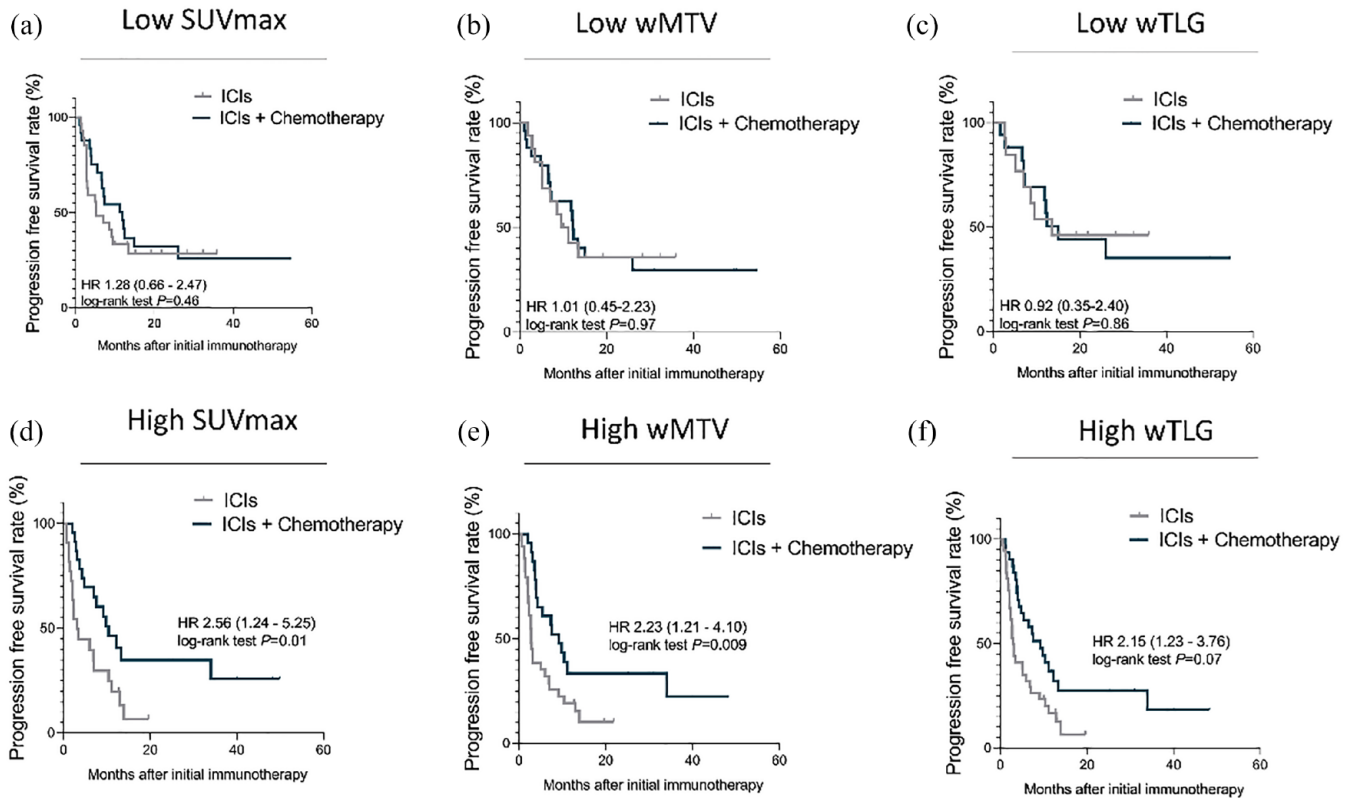 (a) Low SUVmax
ICIs
ICIs + Chemotherapy
Progression free survival rate (%)
100
50
0
HR 1.28 (0.66 - 2.47)
log-rank test P=0.46
0 20 40 60
Months after initial immunotherapy
(b) Low wMTV
ICIs
ICIs + Chemotherapy
Progression free survival rate (%)
100
50
0
HR 1.01 (0.45-2.23)
log-rank test P=0.97
0 20 40 60
Months after initial immunotherapy
(c) Low wTLG
ICIs
ICIs + Chemotherapy
Progression free survival rate (%)
100
50
0
HR 0.92 (0.35-2.40)
log-rank test P=0.86
0 20 40 60
Months after initial immunotherapy
(d) High SUVmax
ICIs
ICIs + Chemotherapy
Progression free survival rate (%)
100
50
0
HR 2.56 (1.24 - 5.25)
log-rank test P=0.01
0 20 40 60
Months after initial immunotherapy
(e) High wMTV
ICIs
ICIs + Chemotherapy
Progression free survival rate (%)
100
50
0
HR 2.23 (1.21 - 4.10)
log-rank test P=0.009
0 20 40 60
Months after initial immunotherapy
(f) High wTLG
ICIs
ICIs + Chemotherapy
Progression free survival rate (%)
100
50
0
HR 2.15 (1.23 - 3.76)
log-rank test P=0.07
0 20 40 60
Months after initial immunotherapy